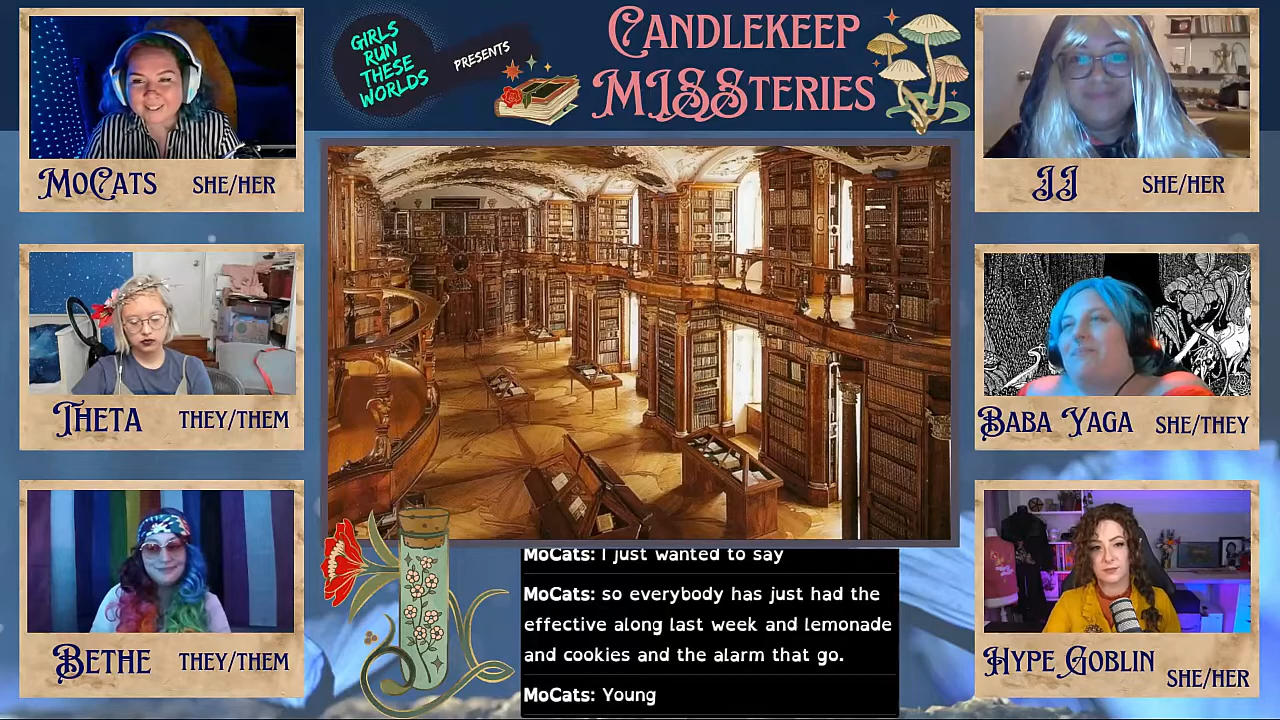 GIRLS
RUN
THESE
WORLDS
PRESENTS
CANDLEKEEP
MISSTERIES
MOCATS SHE/HER
JJ SHE/HER
THETA THEY/THEM
BABA YAGA SHE/THEY
BETHE THEY/THEM
HYPE GOBLIN SHE/HER
MoCats: I just wanted to say
MoCats: so everybody has just had the
effective along last week and lemonade
and cookies and the alarm that go.
MoCats: Young